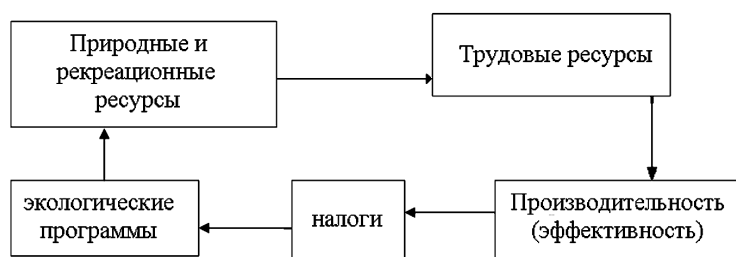 Природные и
рекреационные
ресурсы
Трудовые ресурсы
экологические
программы
налоги
Производительность
(эффективность)